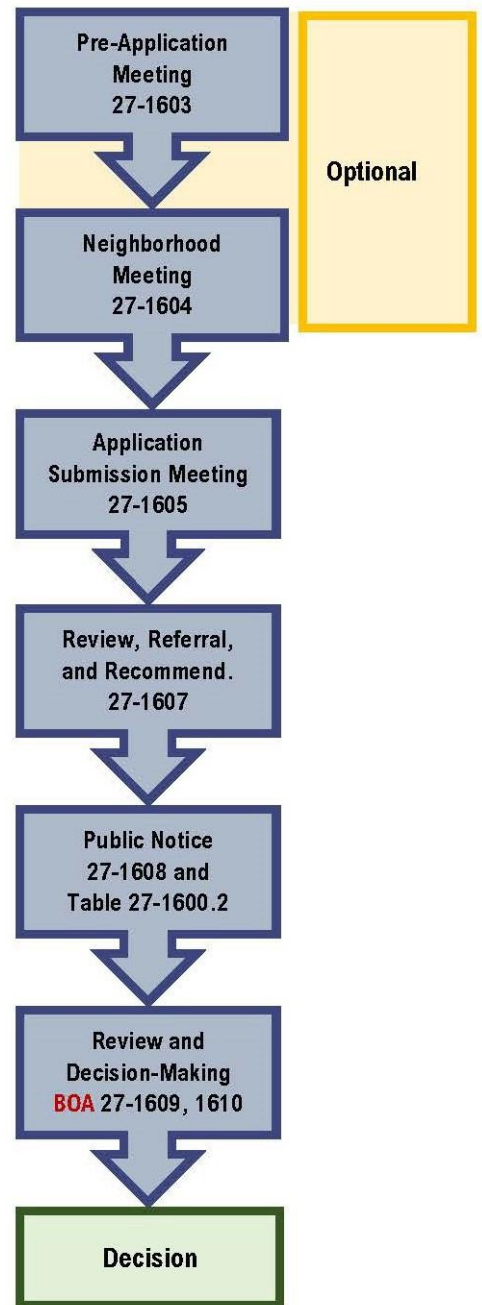 Pre-Application
Meeting
27-1603
Optional
Neighborhood
Meeting
27-1604
Application
Submission Meeting
27-1605
Review, Referral,
and Recommend.
27-1607
Public Notice
27-1608 and
Table 27-1600.2
Review and
Decision-Making
BOA 27-1609, 1610
Decision